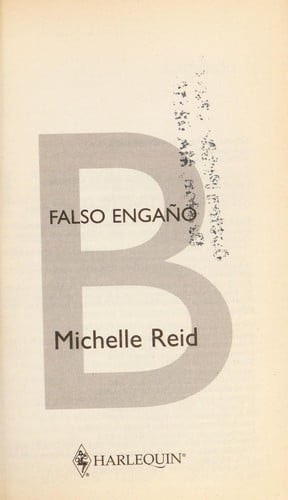 B
FALSO ENGAÑO
Michelle Reid
HARLEQUIN®